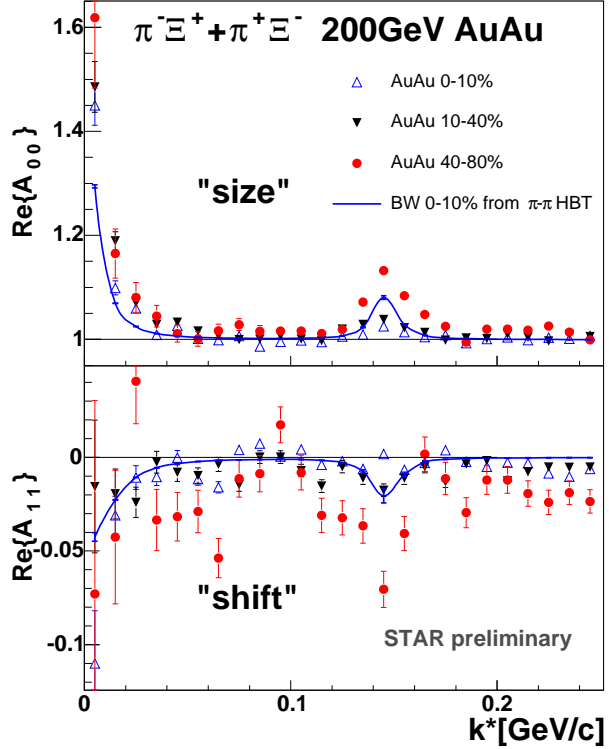 π⁻Ξ⁺+π⁺Ξ⁻ 200GeV AuAu
AuAu 0-10%
AuAu 10-40%
AuAu 40-80%
BW 0-10% from π-π HBT
"size"
Re{A₀₀}
1.6
1.4
1.2
1
"shift"
STAR preliminary
Re{A₁₁}
0
-0.05
-0.1
0
0.1
0.2
k*[GeV/c]